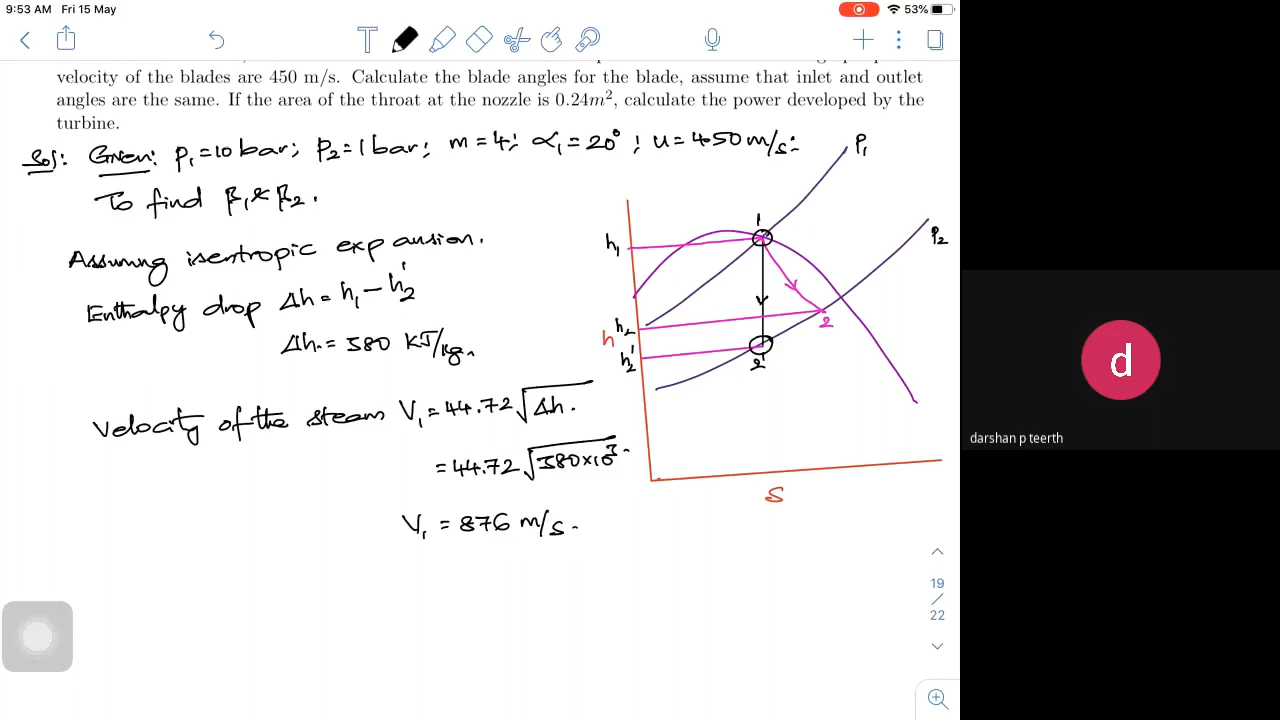 9:53 AM Fri 15 May
53%
velocity of the blades are 450 m/s. Calculate the blade angles for the blade, assume that inlet and outlet
angles are the same. If the area of the throat at the nozzle is 0.24m², calculate the power developed by the
turbine.
Sol: Given: p₁=10 bar; p₂=1 bar; m=4; α₁=20°; u=450 m/s:
To find β₁ & β₂.
Assuming isentropic expansion.
Enthalpy drop Δh = h₁ - h₂'
Δh = 380 KJ/kg.
Velocity of the steam V₁ = 44.72 √Δh.
= 44.72 √380×10³
V₁ = 876 m/s.
P₁
P₂
1
h₁
h₂
2
h
h₂'
2'
S
19
/
22
d
darshan p teerth